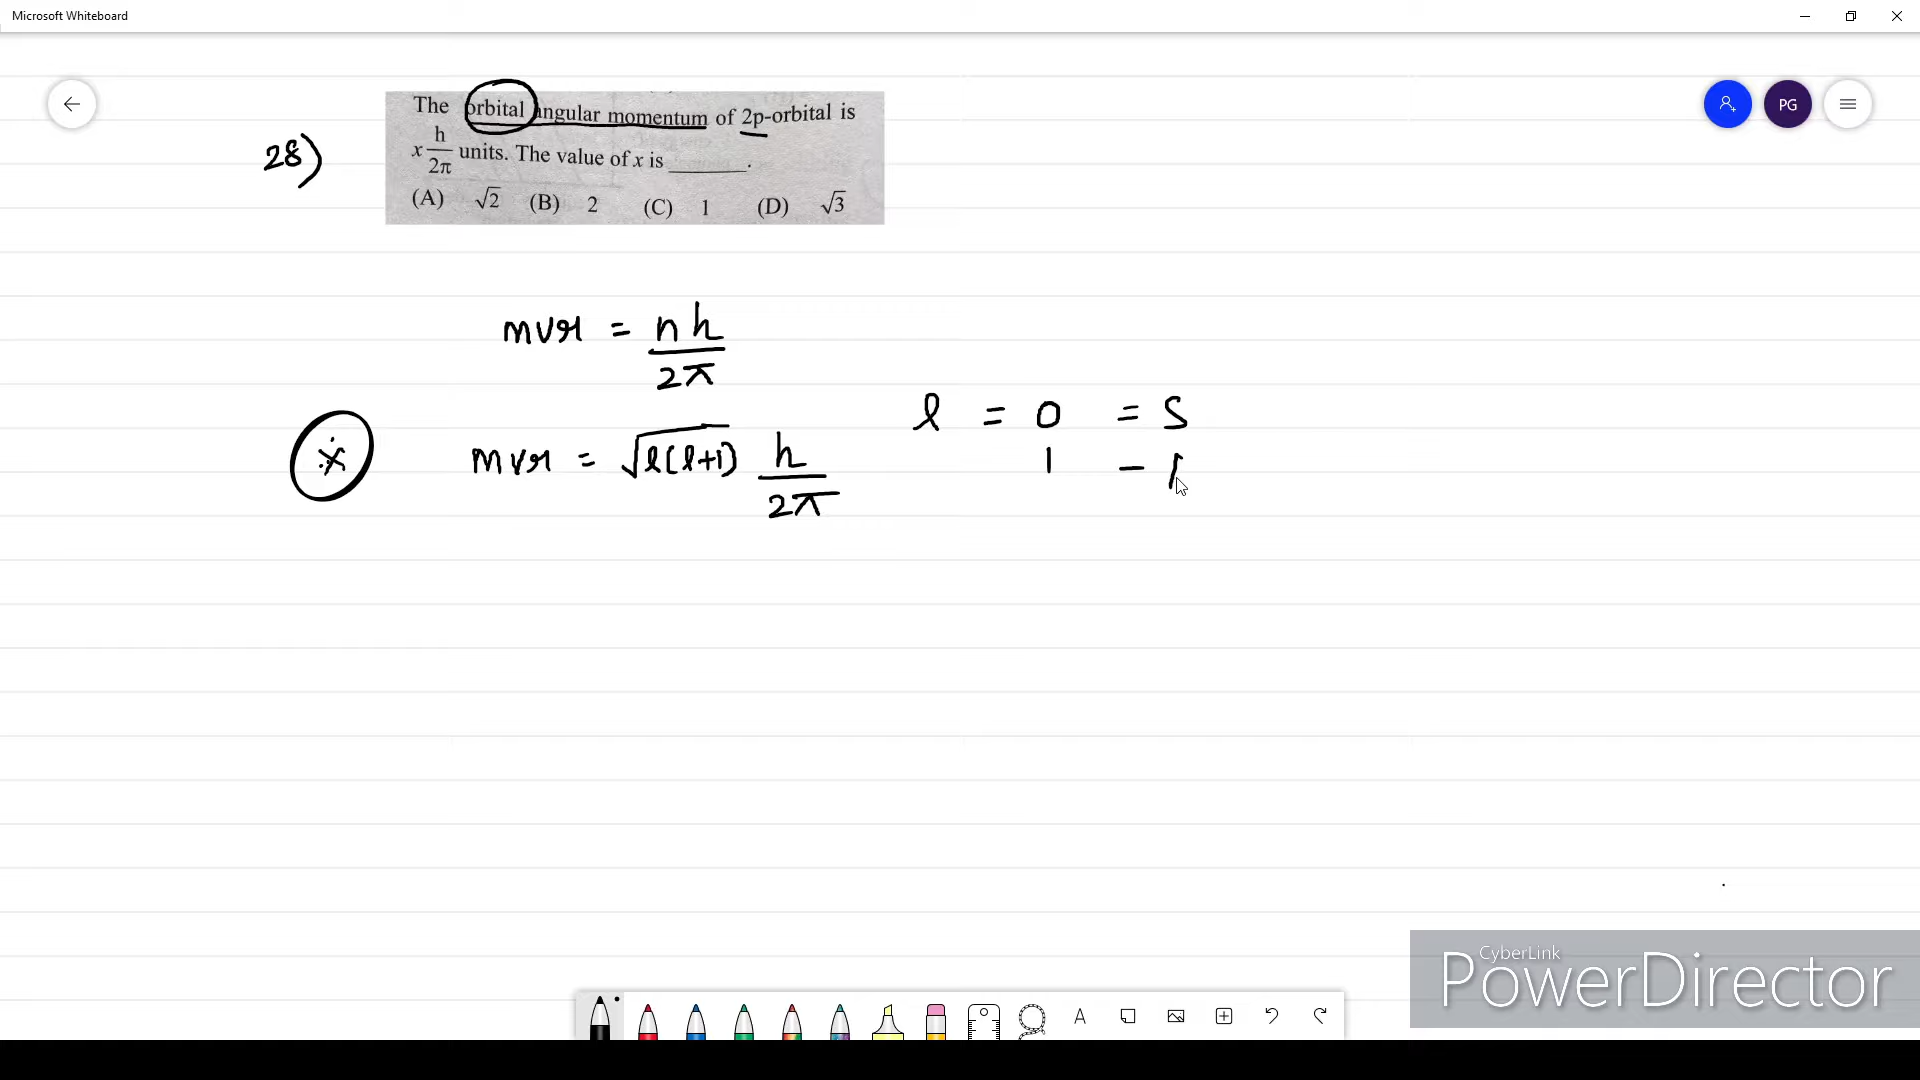 Microsoft Whiteboard
PG
28)
The orbital angular momentum of 2p-orbital is
x h/2π units. The value of x is ______.
(A) √2 (B) 2 (C) 1 (D) √3
mvr = nh/2π
l = 0 = s
mvr = √l(l+1) h/2π
1 –
A
CyberLink
PowerDirector